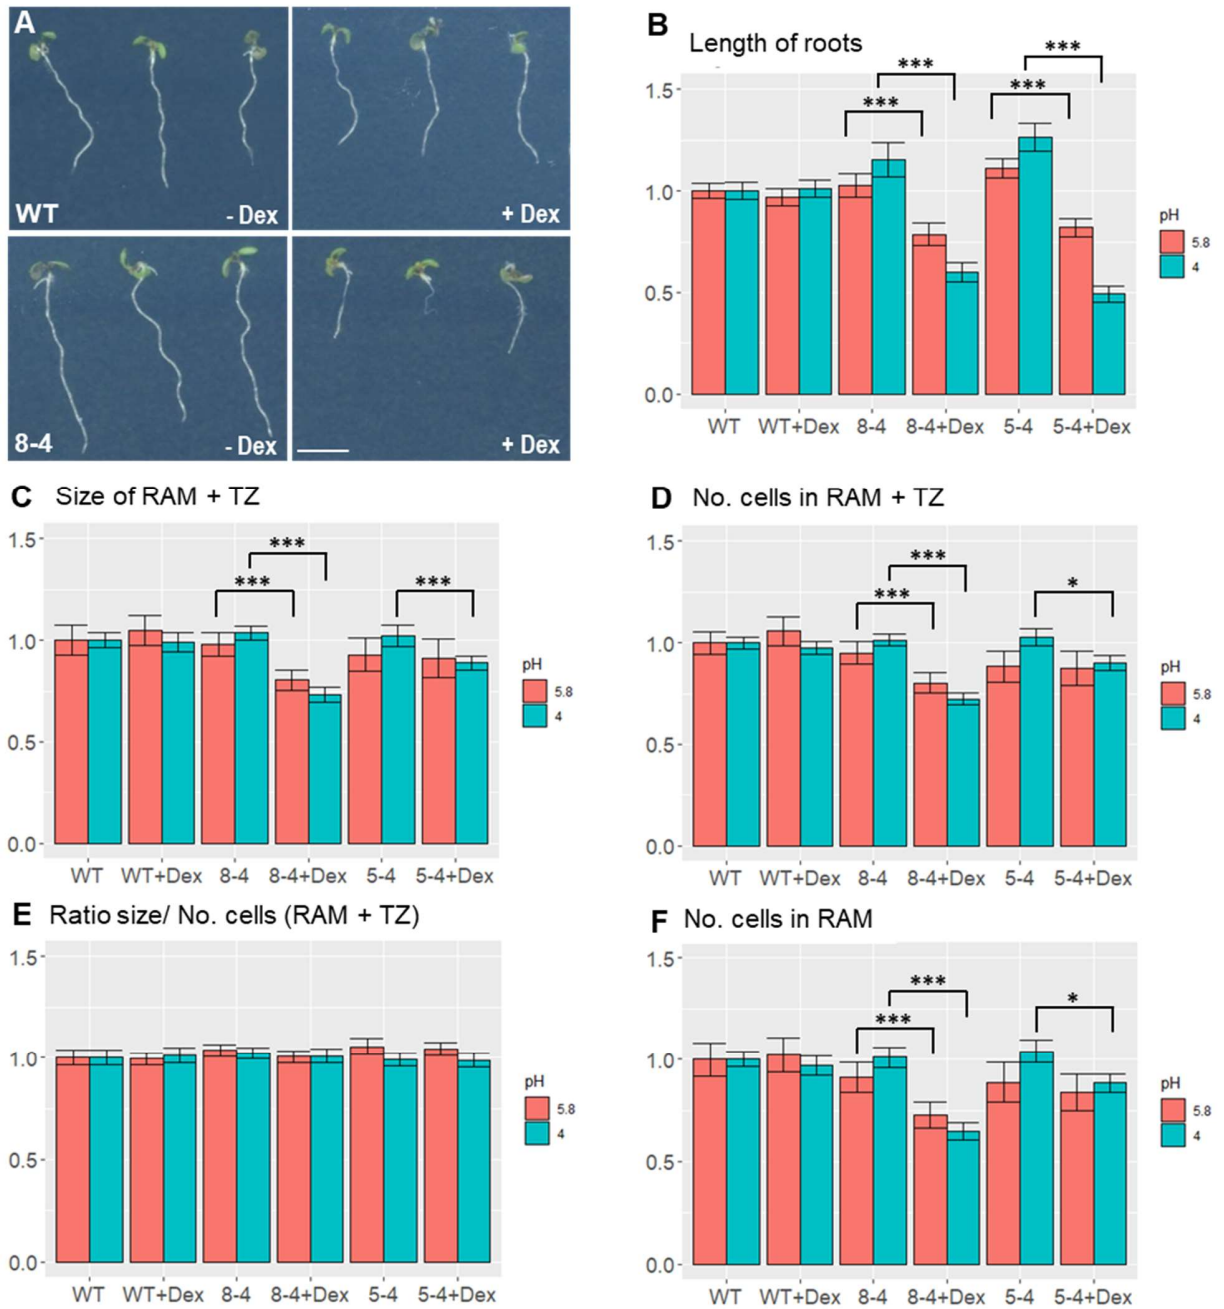 A
WT
- Dex
+ Dex
8-4
- Dex
+ Dex
B Length of roots
***
***
***
***
1.5
1.0
0.5
0.0
WT WT+Dex 8-4 8-4+Dex 5-4 5-4+Dex
pH
5.8
4
C Size of RAM + TZ
***
***
***
1.5
1.0
0.5
0.0
WT WT+Dex 8-4 8-4+Dex 5-4 5-4+Dex
pH
5.8
4
D No. cells in RAM + TZ
***
***
*
1.5
1.0
0.5
0.0
WT WT+Dex 8-4 8-4+Dex 5-4 5-4+Dex
pH
5.8
4
E Ratio size/ No. cells (RAM + TZ)
1.5
1.0
0.5
0.0
WT WT+Dex 8-4 8-4+Dex 5-4 5-4+Dex
pH
5.8
4
F No. cells in RAM
***
***
*
1.5
1.0
0.5
0.0
WT WT+Dex 8-4 8-4+Dex 5-4 5-4+Dex
pH
5.8
4